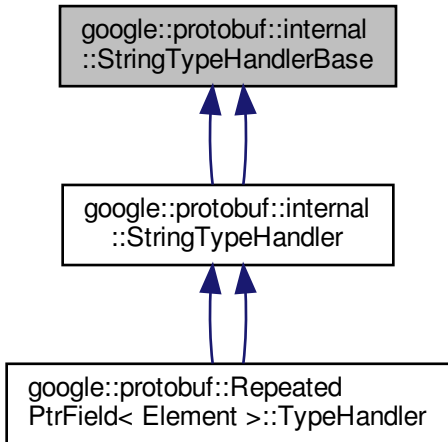 google::protobuf::internal
::StringTypeHandlerBase
google::protobuf::internal
::StringTypeHandler
google::protobuf::Repeated
PtrField< Element >::TypeHandler